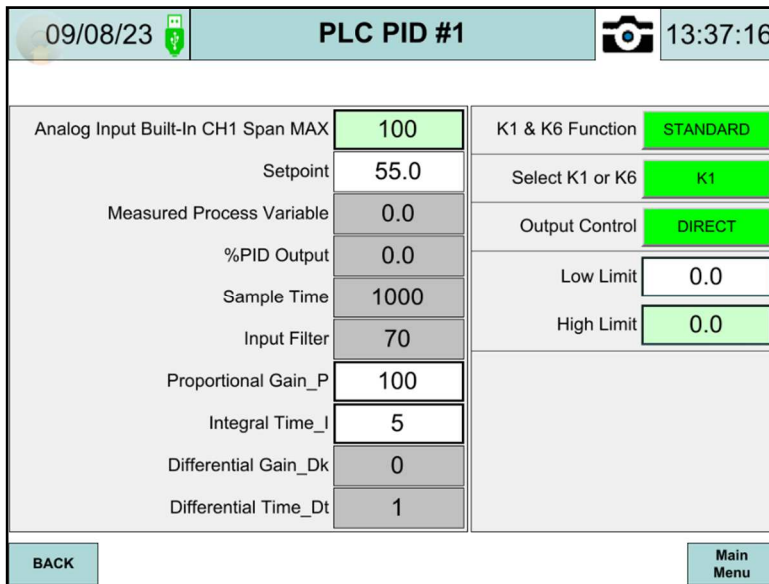 09/08/23 PLC PID #1 13:37:16
Analog Input Built-In CH1 Span MAX 100
Setpoint 55.0
Measured Process Variable 0.0
%PID Output 0.0
Sample Time 1000
Input Filter 70
Proportional Gain_P 100
Integral Time_I 5
Differential Gain_Dk 0
Differential Time_Dt 1
K1 & K6 Function STANDARD
Select K1 or K6 K1
Output Control DIRECT
Low Limit 0.0
High Limit 0.0
BACK
Main
Menu